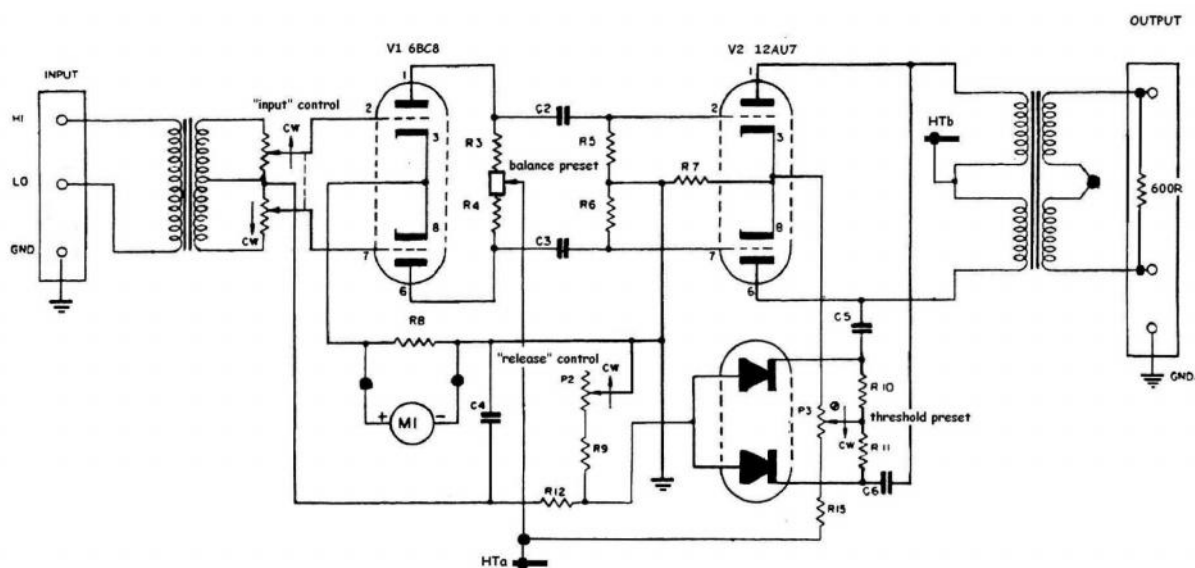 OUTPUT
V1 6BC8
V2 12AU7
INPUT
1
1
"input" control
2
C2
2
HI
CW
3
R3
R5
3
HTb
balance preset
R7
LO
R4
R6
600R
CW
8
8
GND
7
C3
7
6
6
R8
C5
"release" control
CW
P2
GND.
C4
R10
P3
threshold preset
+ M1 -
CW
R9
R11
R12
C6
R15
HTa